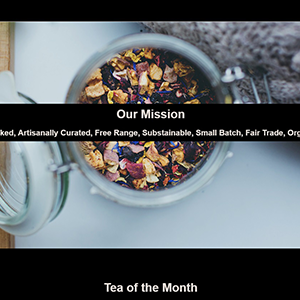 Our Mission
ked, Artisanally Curated, Free Range, Substainable, Small Batch, Fair Trade, Org
Tea of the Month